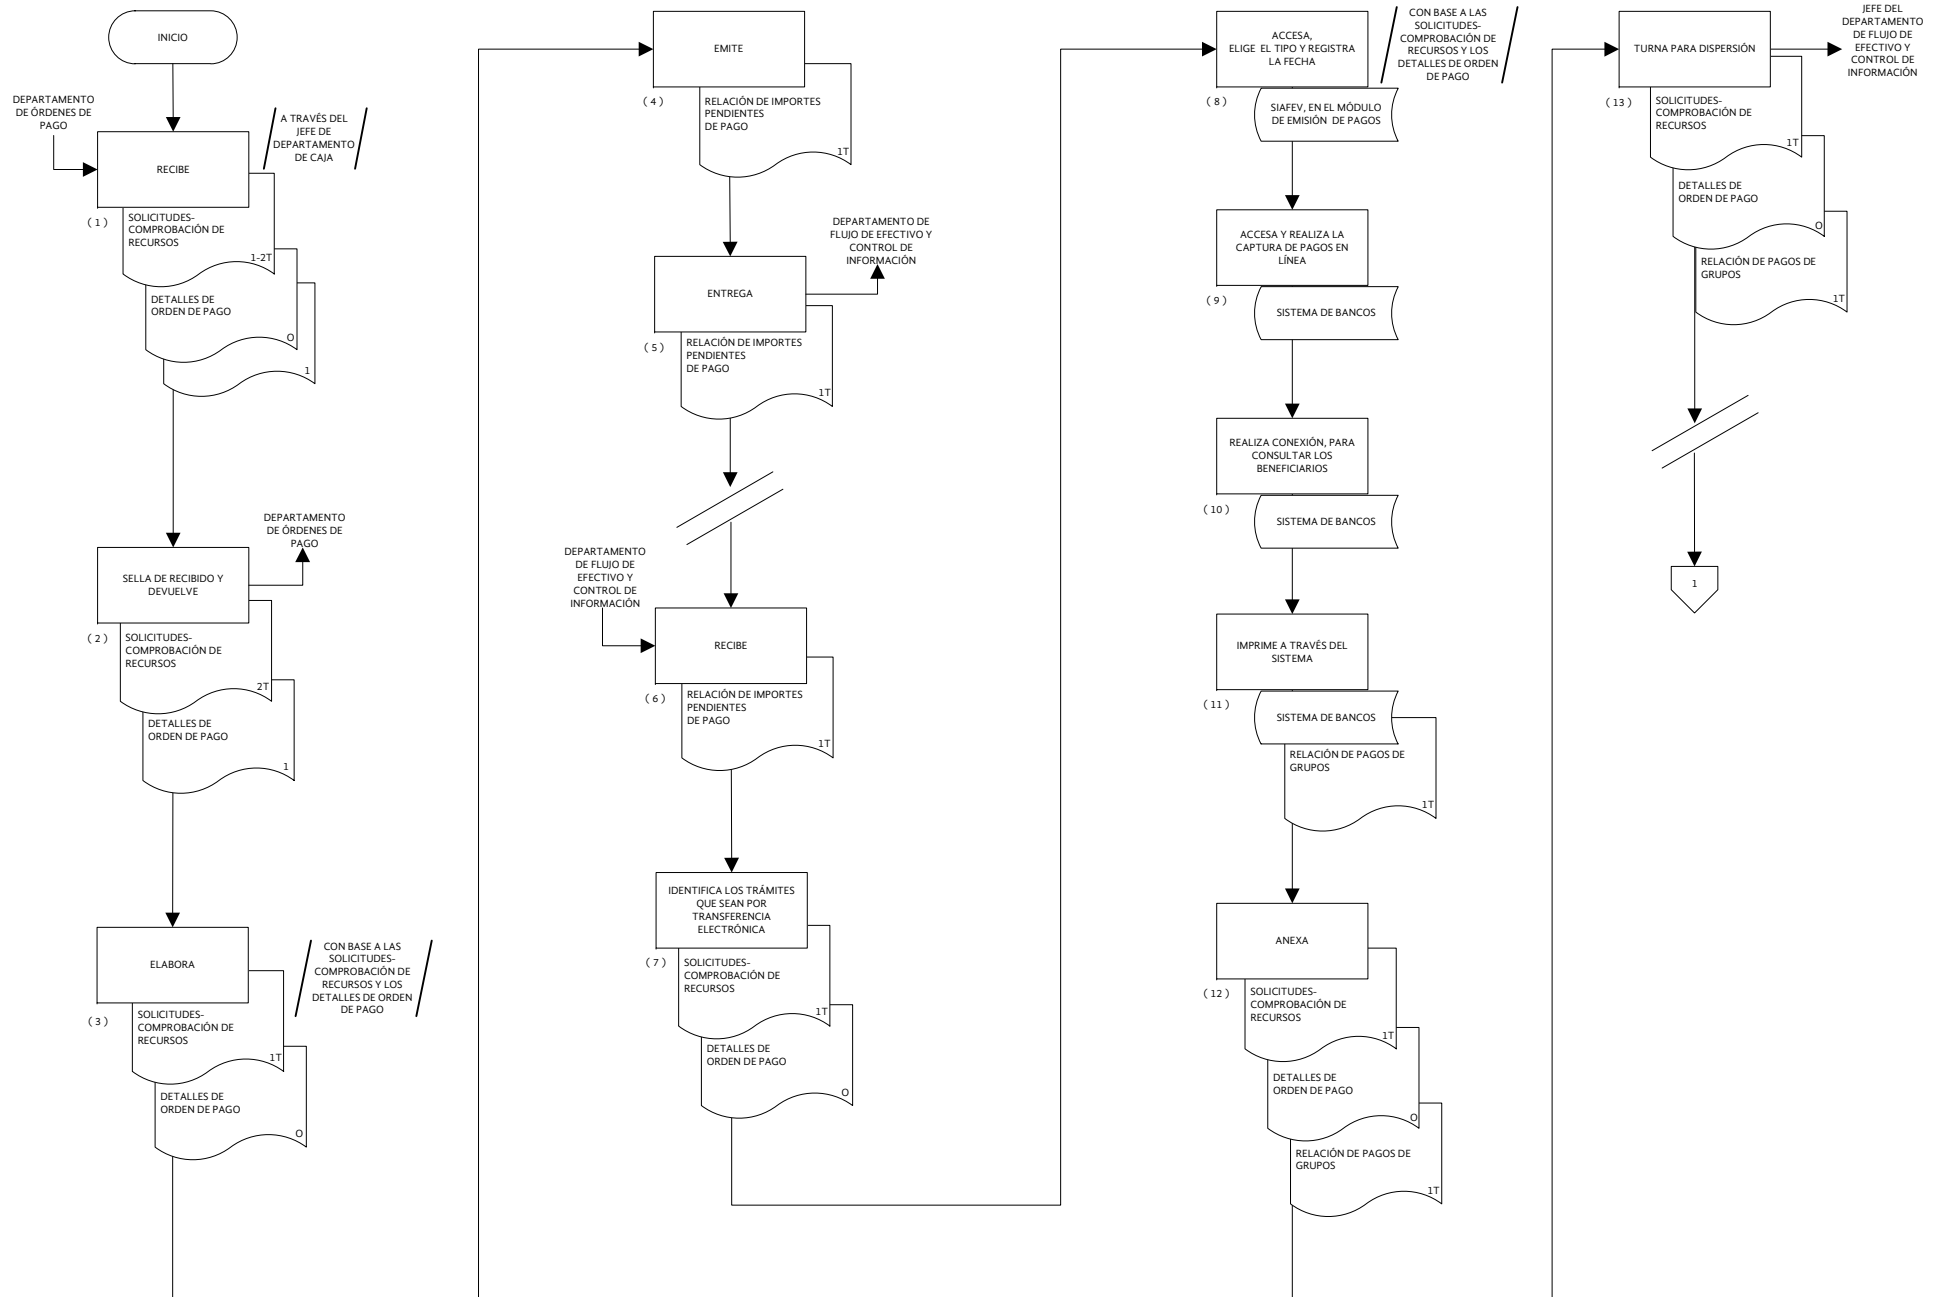 INICIO
DEPARTAMENTO
DE ÓRDENES DE
PAGO
A TRAVÉS DEL
JEFE DE
DEPARTAMENTO
DE CAJA
RECIBE
( 1 )
SOLICITUDES-
COMPROBACIÓN DE
RECURSOS
1-2T
DETALLES DE
ORDEN DE PAGO
O
1
DEPARTAMENTO
DE ÓRDENES DE
PAGO
SELLA DE RECIBIDO Y
DEVUELVE
( 2 )
SOLICITUDES-
COMPROBACIÓN DE
RECURSOS
2T
DETALLES DE
ORDEN DE PAGO
1
ELABORA
CON BASE A LAS
SOLICITUDES-
COMPROBACIÓN DE
RECURSOS Y LOS
DETALLES DE ORDEN
DE PAGO
( 3 )
SOLICITUDES-
COMPROBACIÓN DE
RECURSOS
1T
DETALLES DE
ORDEN DE PAGO
O
EMITE
( 4 )
RELACIÓN DE IMPORTES
PENDIENTES
DE PAGO
1T
DEPARTAMENTO DE
FLUJO DE EFECTIVO Y
CONTROL DE
INFORMACIÓN
ENTREGA
( 5 )
RELACIÓN DE IMPORTES
PENDIENTES
DE PAGO
1T
DEPARTAMENTO
DE FLUJO DE
EFECTIVO Y
CONTROL DE
INFORMACIÓN
RECIBE
( 6 )
RELACIÓN DE IMPORTES
PENDIENTES
DE PAGO
1T
IDENTIFICA LOS TRÁMITES
QUE SEAN POR
TRANSFERENCIA
ELECTRÓNICA
( 7 )
SOLICITUDES-
COMPROBACIÓN DE
RECURSOS
1T
DETALLES DE
ORDEN DE PAGO
O
ACCESA,
ELIGE EL TIPO Y REGISTRA
LA FECHA
CON BASE A LAS
SOLICITUDES-
COMPROBACIÓN DE
RECURSOS Y LOS
DETALLES DE ORDEN
DE PAGO
( 8 )
SIAFEV, EN EL MÓDULO
DE EMISIÓN DE PAGOS
ACCESA Y REALIZA LA
CAPTURA DE PAGOS EN
LÍNEA
( 9 )
SISTEMA DE BANCOS
REALIZA CONEXIÓN, PARA
CONSULTAR LOS
BENEFICIARIOS
( 10 )
SISTEMA DE BANCOS
IMPRIME A TRAVÉS DEL
SISTEMA
( 11 )
SISTEMA DE BANCOS
RELACIÓN DE PAGOS DE
GRUPOS
1T
ANEXA
( 12 )
SOLICITUDES-
COMPROBACIÓN DE
RECURSOS
1T
DETALLES DE
ORDEN DE PAGO
O
RELACIÓN DE PAGOS DE
GRUPOS
1T
TURNA PARA DISPERSIÓN
JEFE DEL
DEPARTAMENTO
DE FLUJO DE
EFECTIVO Y
CONTROL DE
INFORMACIÓN
( 13 )
SOLICITUDES-
COMPROBACIÓN DE
RECURSOS
1T
DETALLES DE
ORDEN DE PAGO
O
RELACIÓN DE PAGOS DE
GRUPOS
1T
1